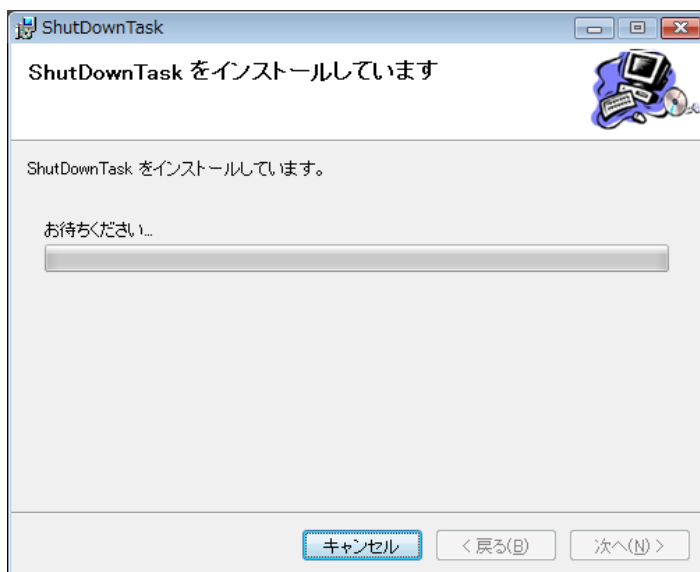 ShutDownTask
ShutDownTask をインストールしています
ShutDownTask をインストールしています。
お待ちください...
キャンセル
< 戻る(B)
次へ(N) >